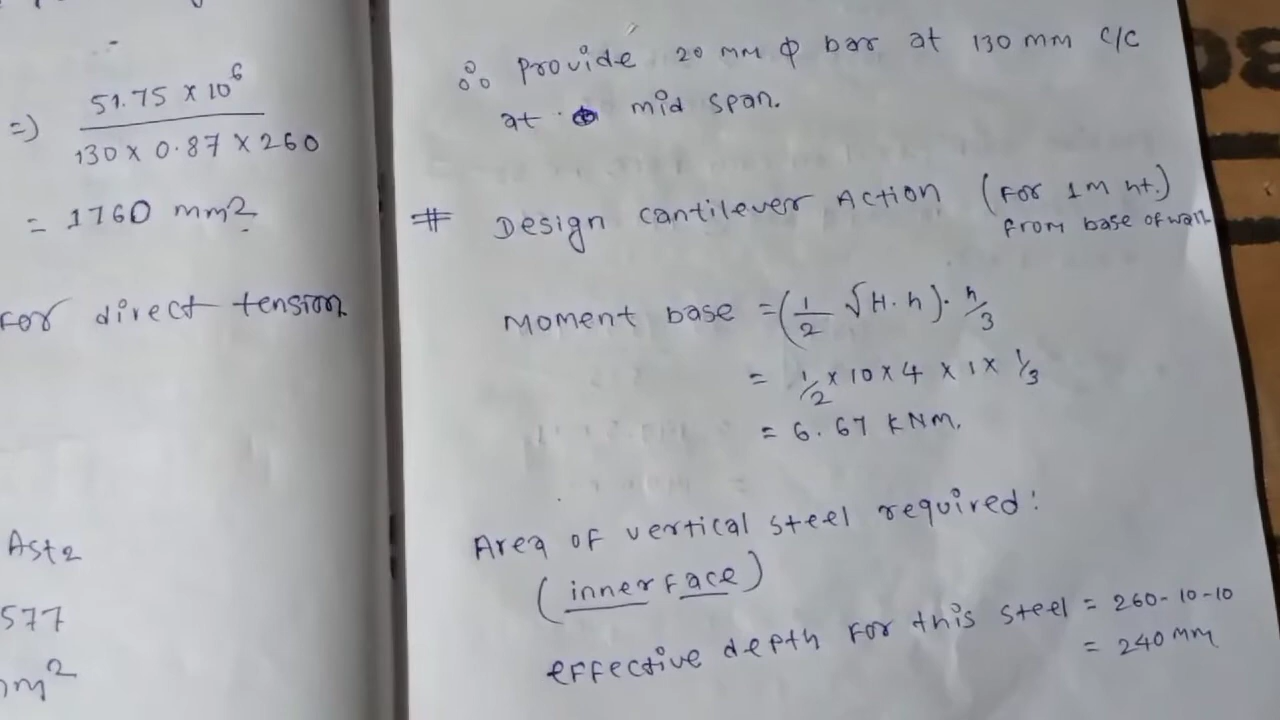 => 51.75 × 10⁶
130 × 0.87 × 260
= 1760 mm²
For direct tension
Ast2
577
mm²
∴ Provide 20 mm ϕ bar at 130 mm c/c
at mid span.
# Design cantilever Action (For 1m ht.)
from base of wall
Moment base = (1/2 √H.h). h/3
= 1/2 × 10 × 4 × 1 × 1/3
= 6.67 kNm.
Area of vertical steel required:
(inner face)
effective depth for this steel = 260-10-10
= 240 mm